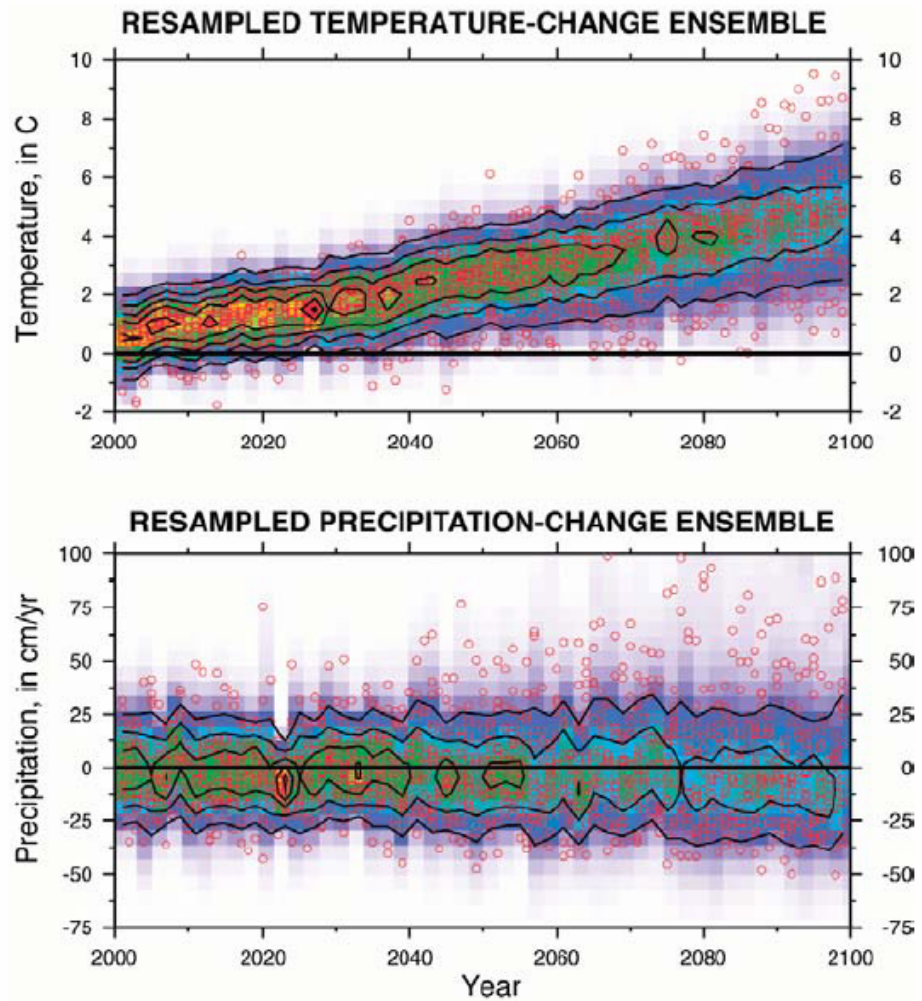 RESAMPLED TEMPERATURE-CHANGE ENSEMBLE
10 10
8 8
6 6
4 4
2 2
0 0
-2 -2
Temperature, in C
2000 2020 2040 2060 2080 2100
RESAMPLED PRECIPITATION-CHANGE ENSEMBLE
100 100
75 75
50 50
25 25
0 0
-25 -25
-50 -50
-75 -75
Precipitation, in cm/yr
2000 2020 2040 2060 2080 2100
Year